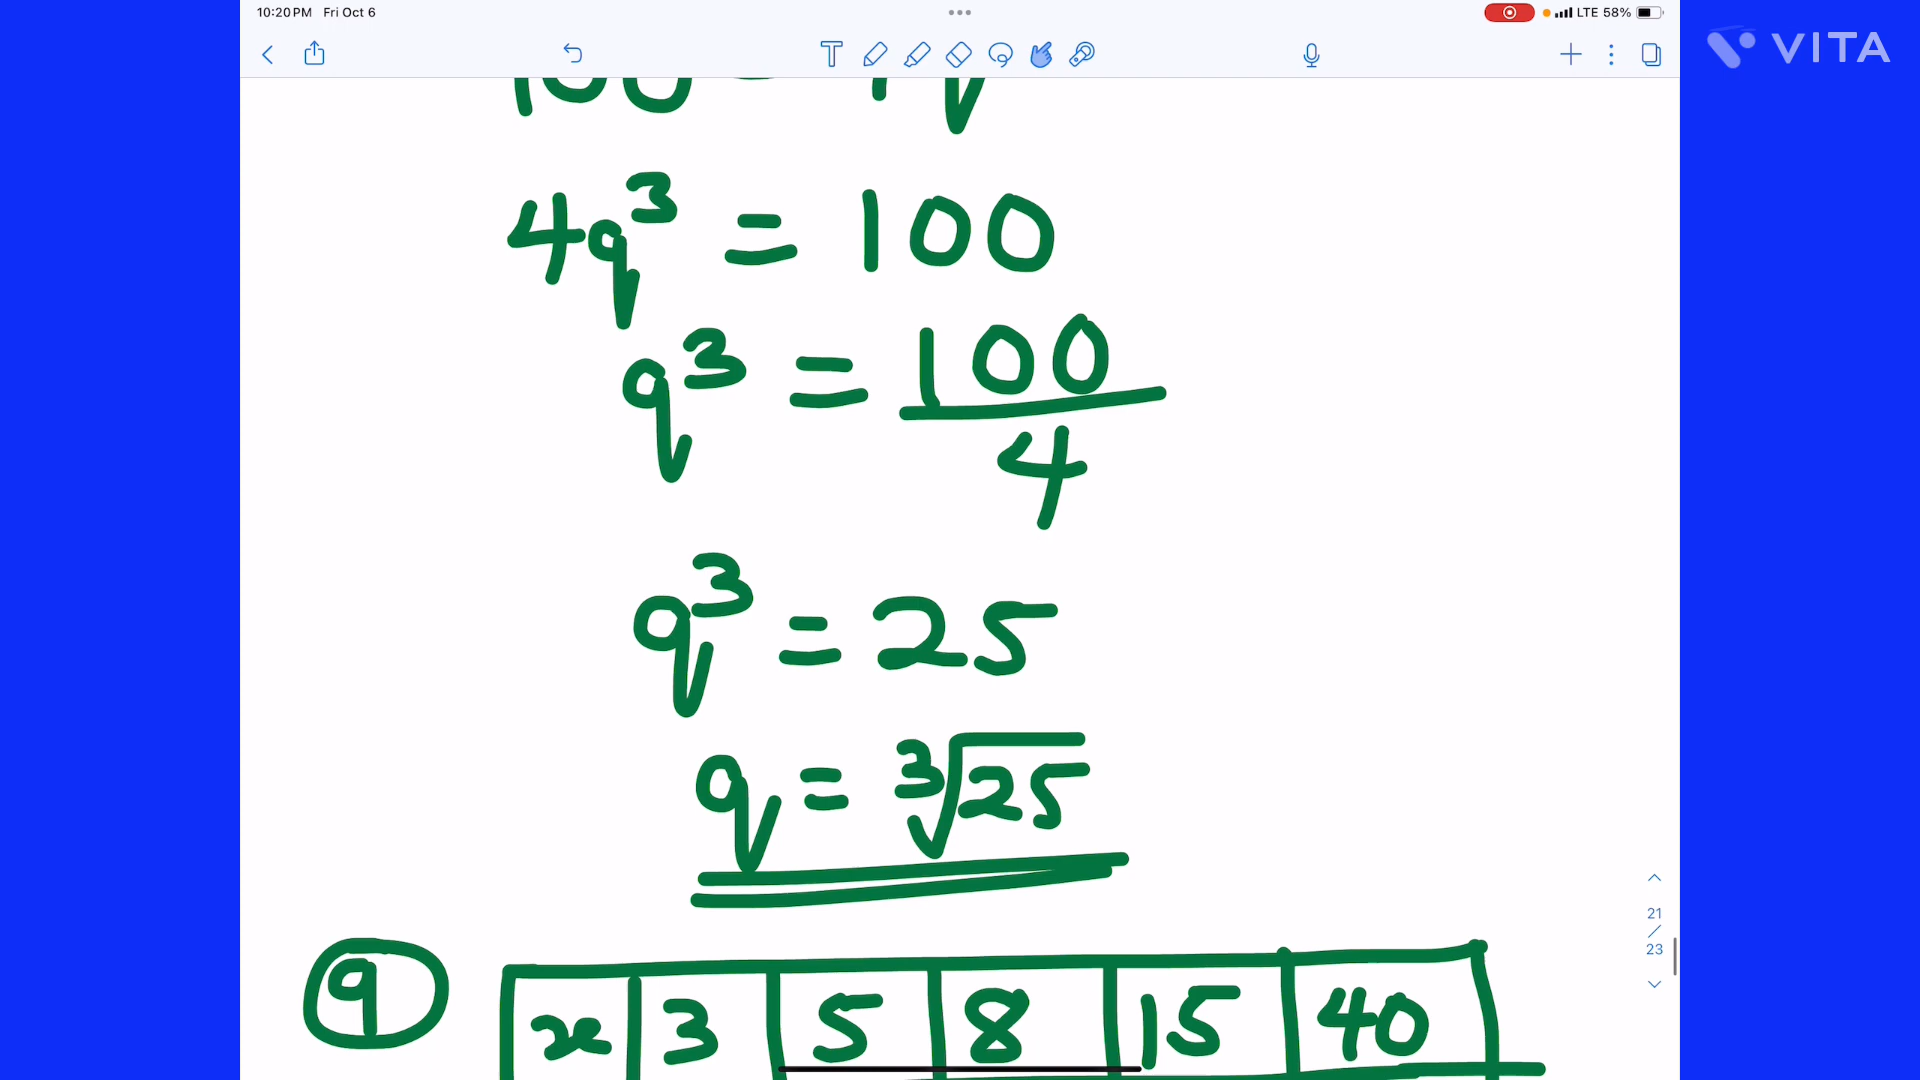 10:20 PM Fri Oct 6
LTE 58%
VITA
4q³ = 100
q³ = 100/4
q³ = 25
q = ³√25
21
/
23
9
x 3 5 8 15 40